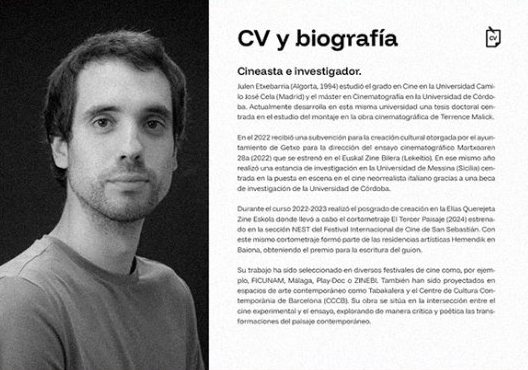 CV y biografía
CV
Cineasta e investigador.
Julen Etxebarria (Algorta, 1994) estudió el grado en Cine en la Universidad Cami-
lo José Cela (Madrid) y el máster en Cinematografía en la Universidad de Córdo-
ba. Actualmente desarrolla en esta misma universidad una tesis doctoral cen-
trada en el estudio del montaje en la obra cinematográfica de Terrence Malick.
En el 2022 recibió una subvención para la creación cultural otorgada por el ayun-
tamiento de Getxo para la dirección del ensayo cinematográfico Martxoaren
28a (2022) que se estrenó en el Euskal Zine Bilera (Lekeitio). En ese mismo año
realizó una estancia de investigación en la Universidad de Messina (Sicilia) cen-
trada en la puesta en escena en el cine neorrealista italiano gracias a una beca
de investigación de la Universidad de Córdoba.
Durante el curso 2022-2023 realizó el posgrado de creación en la Elías Querejeta
Zine Eskola donde llevó a cabo el cortometraje El Tercer Paisaje (2024) estrena-
do en la sección NEST del Festival Internacional de Cine de San Sebastián. Con
este mismo cortometraje formó parte de las residencias artísticas Hemendik en
Baiona, obteniendo el premio para la escritura del guion.
Su trabajo ha sido seleccionado en diversos festivales de cine como, por ejem-
plo, FICUNAM, Málaga, Play-Doc o ZINEBI. También han sido proyectados en
espacios de arte contemporáneo como Tabakalera y el Centre de Cultura Con-
temporània de Barcelona (CCCB). Su obra se sitúa en la intersección entre el
cine experimental y el ensayo, explorando de manera crítica y poética las trans-
formaciones del paisaje contemporáneo.